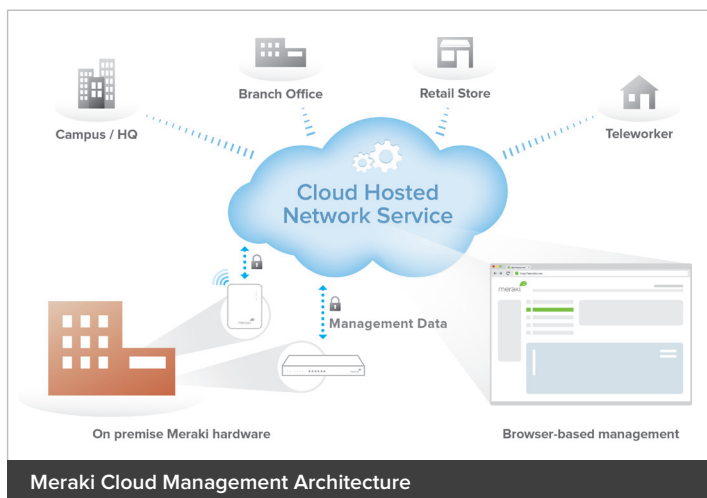 Campus / HQ
Branch Office
Retail Store
Teleworker
Cloud Hosted
Network Service
Management Data
meraki
On premise Meraki hardware
Browser-based management
Meraki Cloud Management Architecture